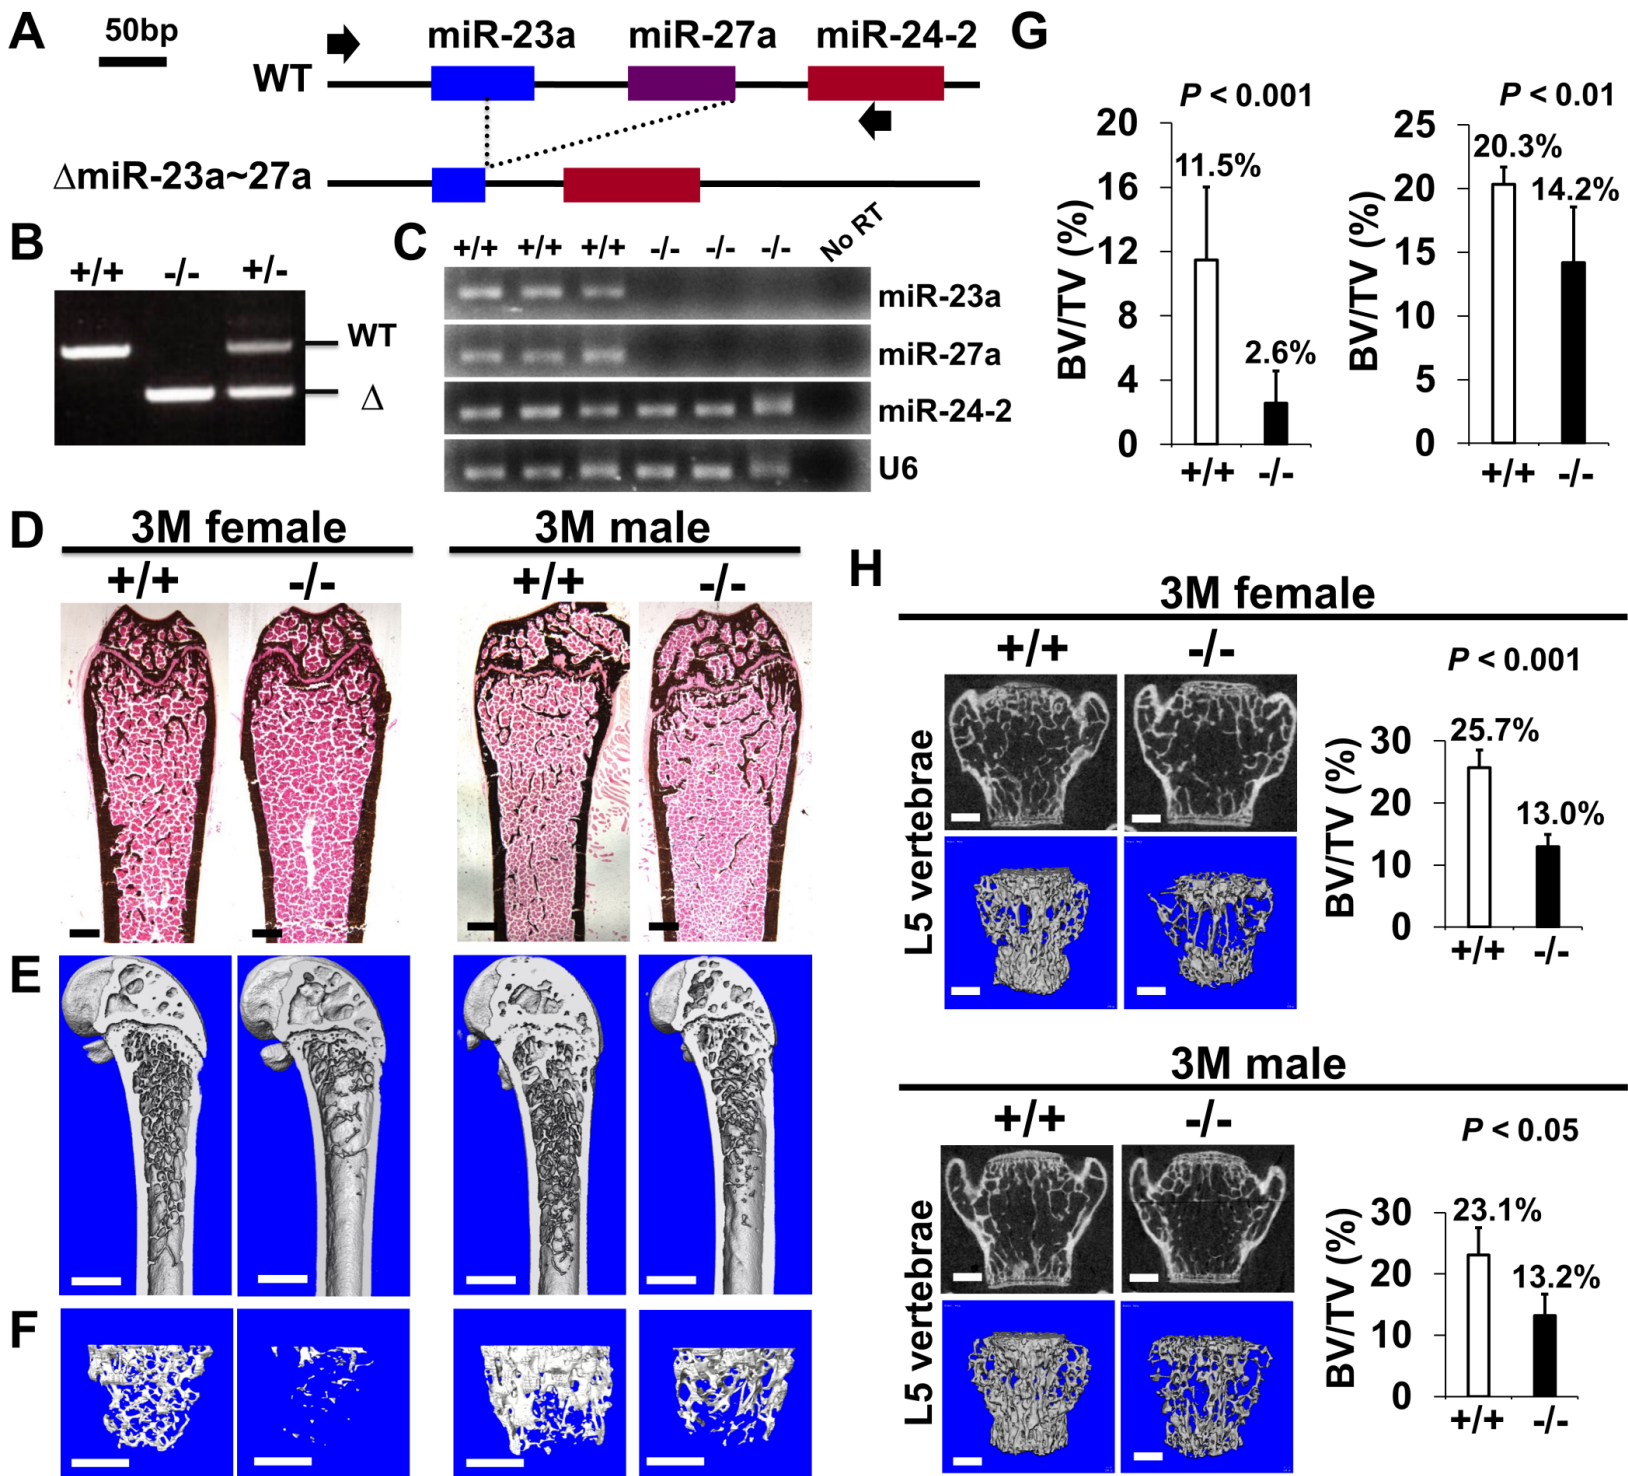 A
50bp
miR-23a miR-27a miR-24-2
WT
ΔmiR-23a~27a
B
+/+ -/- +/-
WT
Δ
C
+/+ +/+ +/+ -/- -/- -/- No RT
miR-23a
miR-27a
miR-24-2
U6
G
P < 0.001
BV/TV (%)
20
16
12
8
4
0
11.5%
2.6%
+/+ -/-
P < 0.01
BV/TV (%)
25
20
15
10
5
0
20.3%
14.2%
+/+ -/-
D
3M female
+/+ -/-
3M male
+/+ -/-
E
F
H
3M female
+/+ -/-
L5 vertebrae
P < 0.001
BV/TV (%)
30
20
10
0
25.7%
13.0%
+/+ -/-
3M male
+/+ -/-
L5 vertebrae
P < 0.05
BV/TV (%)
30
20
10
0
23.1%
13.2%
+/+ -/-